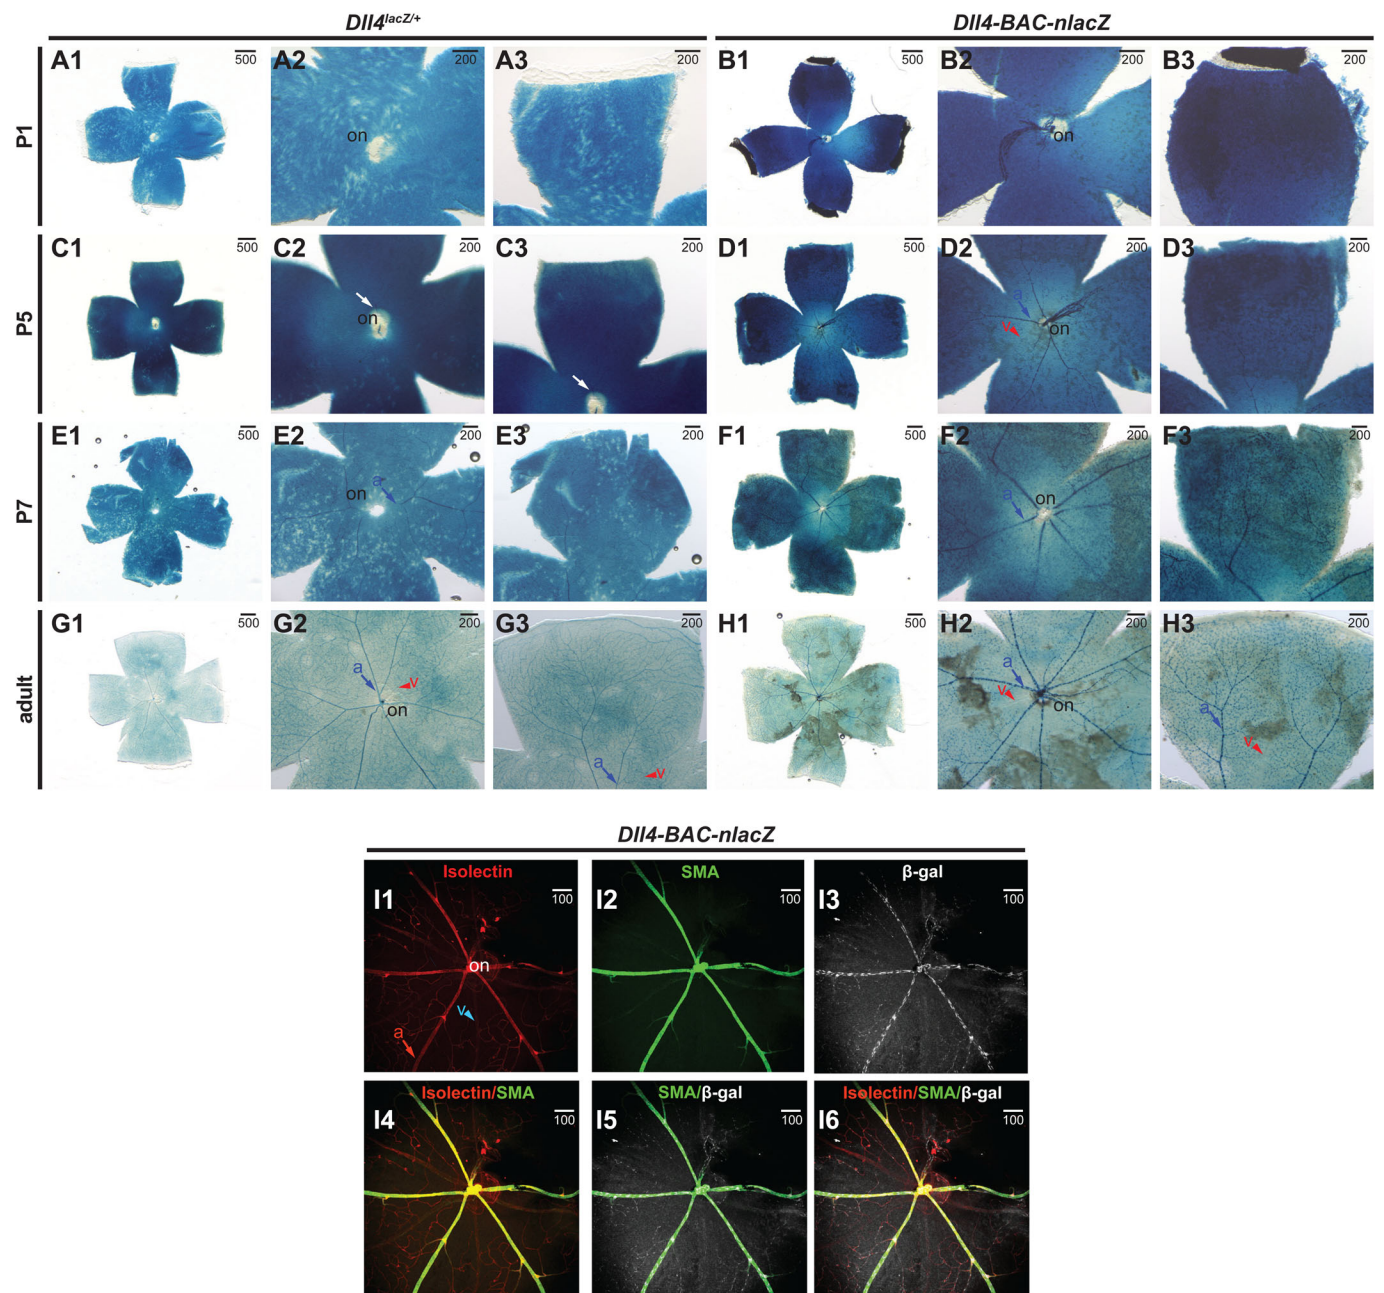 Dll4lacZ/+ Dll4-BAC-nlacZ
P1
A1 500 A2 200 A3 200 B1 500 B2 200 B3 200
on on
P5
C1 500 C2 200 C3 200 D1 500 D2 200 D3 200
on a v on
P7
E1 500 E2 200 E3 200 F1 500 F2 200 F3 200
on a a on
adult
G1 500 G2 200 G3 200 H1 500 H2 200 H3 200
a v on a v a v on a v
Dll4-BAC-nlacZ
Isolectin SMA β-gal
I1 100 I2 100 I3 100
on v a
Isolectin/SMA SMA/β-gal Isolectin/SMA/β-gal
I4 100 I5 100 I6 100